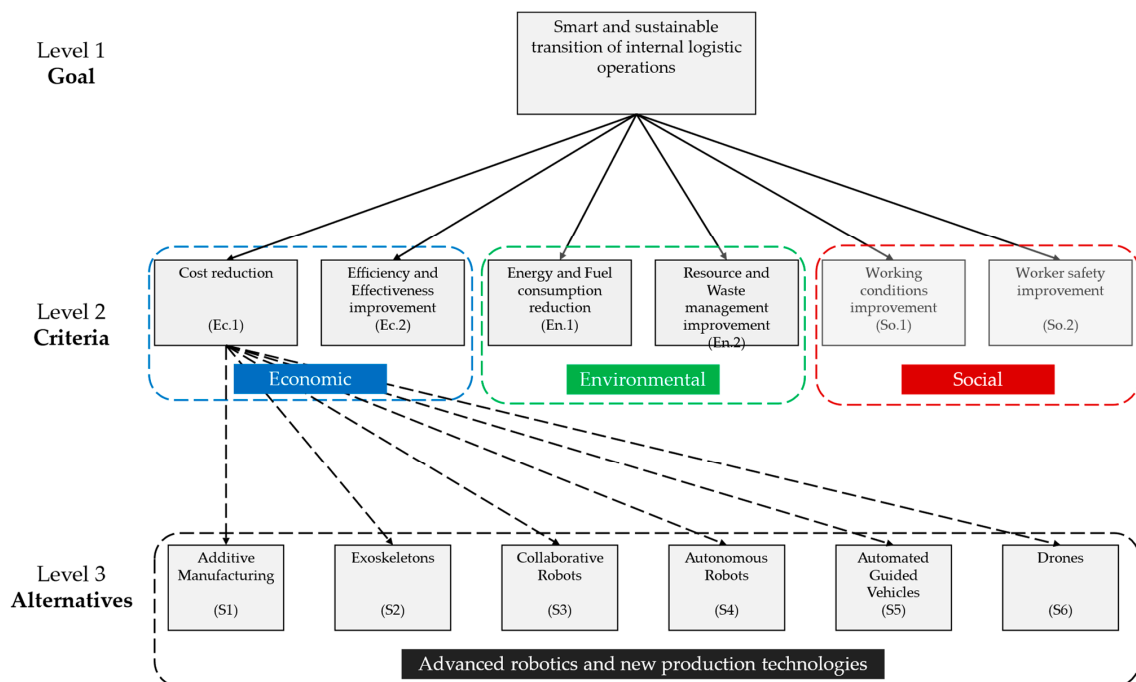 Level 1
Goal
Smart and sustainable
transition of internal logistic
operations
Level 2
Criteria
Cost reduction
(Ec.1)
Efficiency and
Effectiveness
improvement
(Ec.2)
Energy and Fuel
consumption
reduction
(En.1)
Resource and
Waste
management
improvement
(En.2)
Working
conditions
improvement
(So.1)
Worker safety
improvement
(So.2)
Economic
Environmental
Social
Level 3
Alternatives
Additive
Manufacturing
(S1)
Exoskeletons
(S2)
Collaborative
Robots
(S3)
Autonomous
Robots
(S4)
Automated
Guided
Vehicles
(S5)
Drones
(S6)
Advanced robotics and new production technologies